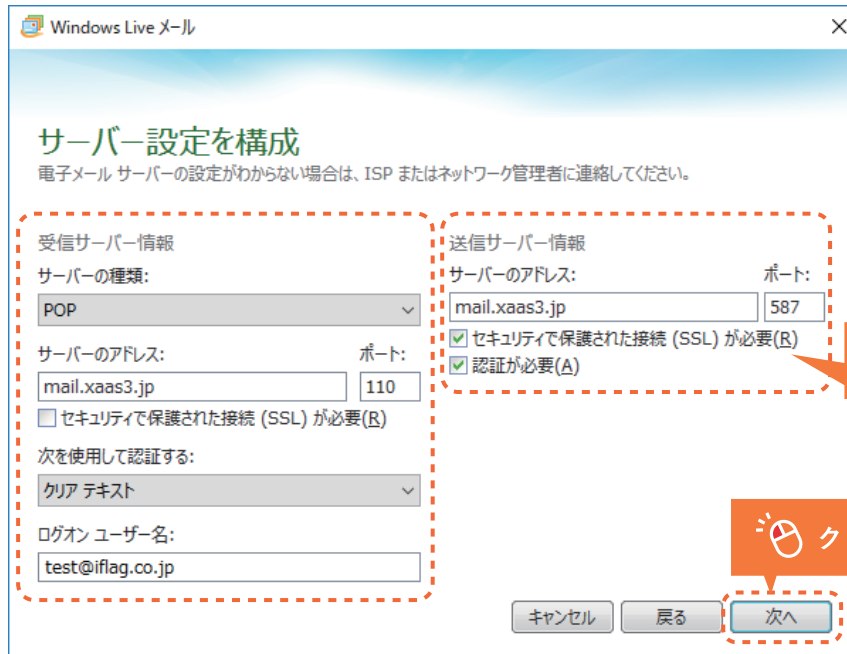 Windows Live メール
サーバー設定を構成
電子メール サーバーの設定がわからない場合は、ISP またはネットワーク管理者に連絡してください。
受信サーバー情報
サーバーの種類:
POP
サーバーのアドレス: ポート:
mail.xaas3.jp 110
セキュリティで保護された接続 (SSL) が必要(R)
次を使用して認証する:
クリア テキスト
ログオン ユーザー名:
test@iflag.co.jp
送信サーバー情報
サーバーのアドレス: ポート:
mail.xaas3.jp 587
セキュリティで保護された接続 (SSL) が必要(R)
認証が必要(A)
ク
キャンセル 戻る 次へ